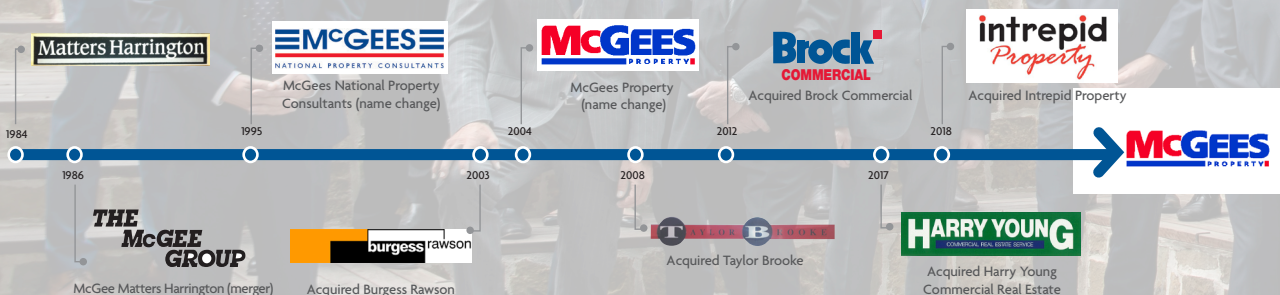 Matters Harrington
1984
McGEES
NATIONAL PROPERTY CONSULTANTS
McGees National Property
Consultants (name change)
1995
McGEES
PROPERTY
McGees Property
(name change)
2004
Brock
COMMERCIAL
Acquired Brock Commercial
2012
intrepid
Property
Acquired Intrepid Property
2018
McGEES
PROPERTY
1986
THE
McGEE
GROUP
McGee Matters Harrington (merger)
2003
burgess rawson
Acquired Burgess Rawson
2008
TAYLOR BROOKE
Acquired Taylor Brooke
2017
HARRY YOUNG
COMMERCIAL REAL ESTATE SERVICE
Acquired Harry Young
Commercial Real Estate